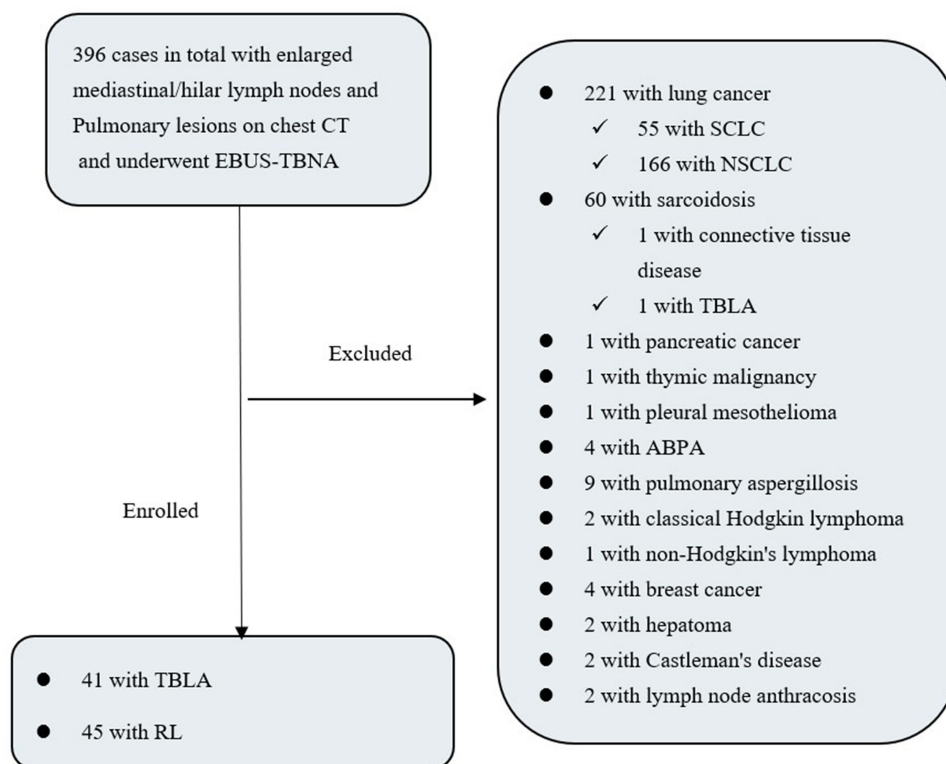 396 cases in total with enlarged
mediastinal/hilar lymph nodes and
Pulmonary lesions on chest CT
and underwent EBUS-TBNA
Excluded
● 221 with lung cancer
✓ 55 with SCLC
✓ 166 with NSCLC
● 60 with sarcoidosis
✓ 1 with connective tissue
disease
✓ 1 with TBLA
● 1 with pancreatic cancer
● 1 with thymic malignancy
● 1 with pleural mesothelioma
● 4 with ABPA
● 9 with pulmonary aspergillosis
● 2 with classical Hodgkin lymphoma
● 1 with non-Hodgkin's lymphoma
● 4 with breast cancer
● 2 with hepatoma
● 2 with Castleman's disease
● 2 with lymph node anthracosis
Enrolled
● 41 with TBLA
● 45 with RL